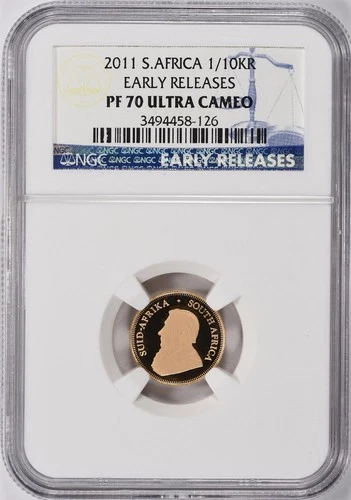 2011 S.AFRICA 1/10KR
EARLY RELEASES
PF 70 ULTRA CAMEO
3494458-126
NGC EARLY RELEASES
SUID-AFRIKA • SOUTH AFRICA